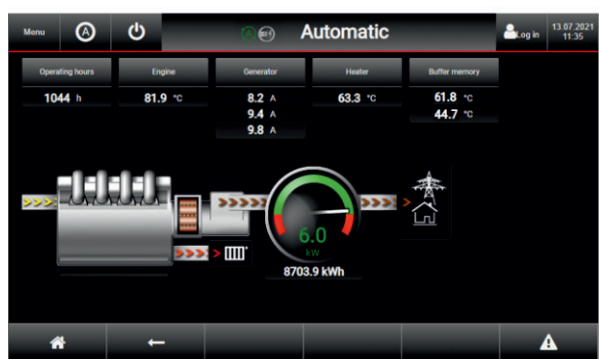 Menu
A
A
Automatic
Log in
13.07.2021
11:35
Operating hours
Engine
Generator
Heater
Buffer memory
1044 h
81.9 °C
8.2 A
63.3 °C
61.8 °C
9.4 A
44.7 °C
9.8 A
6.0
kW
8703.9 kWh